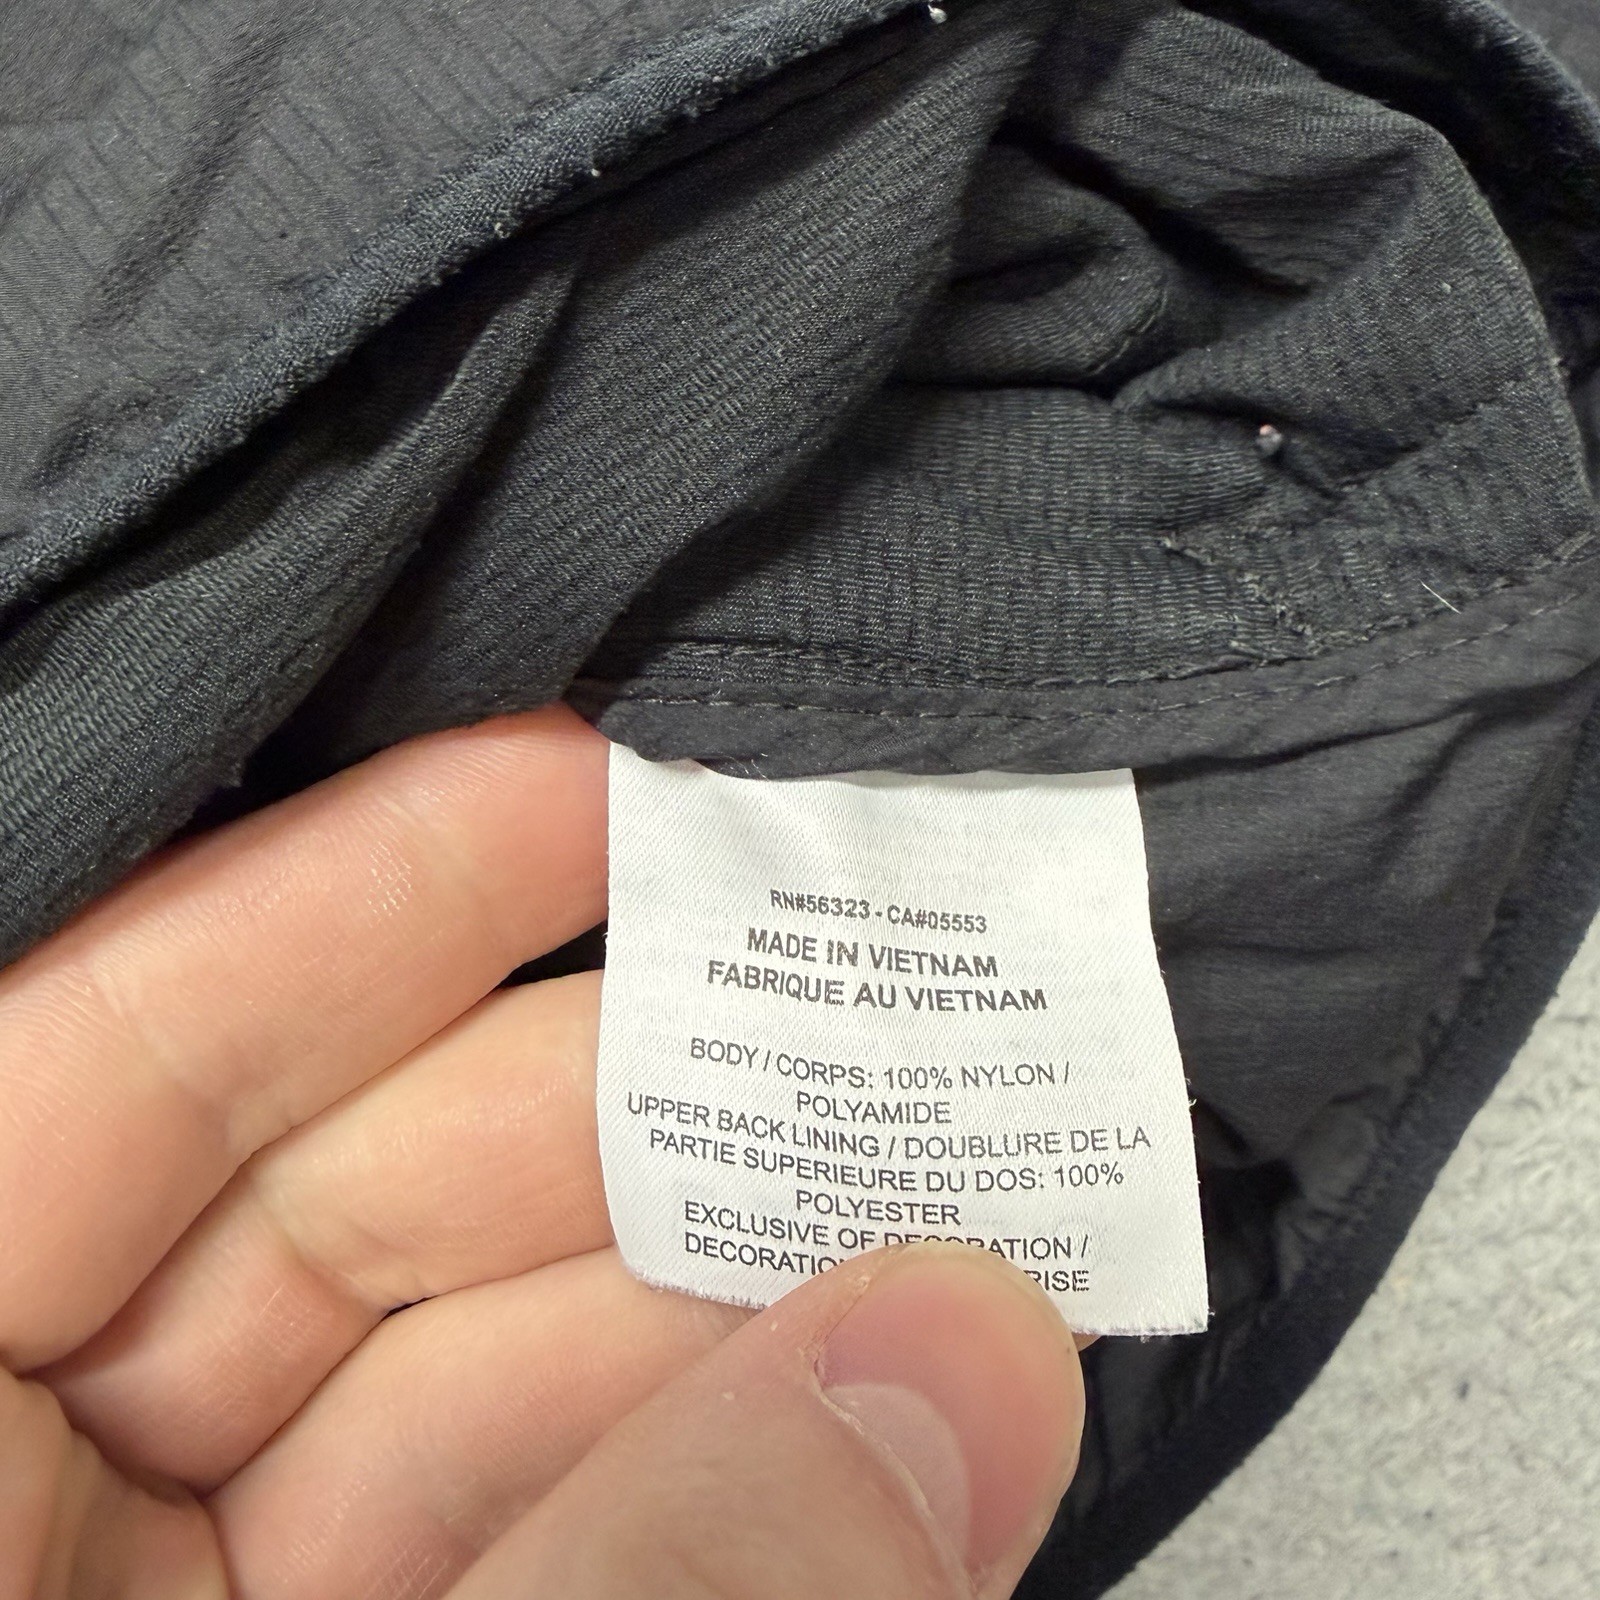 RN#56323 - CA#05553
MADE IN VIETNAM
FABRIQUE AU VIETNAM
BODY / CORPS: 100% NYLON /
POLYAMIDE
UPPER BACK LINING / DOUBLURE DE LA
PARTIE SUPERIEURE DU DOS: 100%
POLYESTER
EXCLUSIVE OF DECORATION /